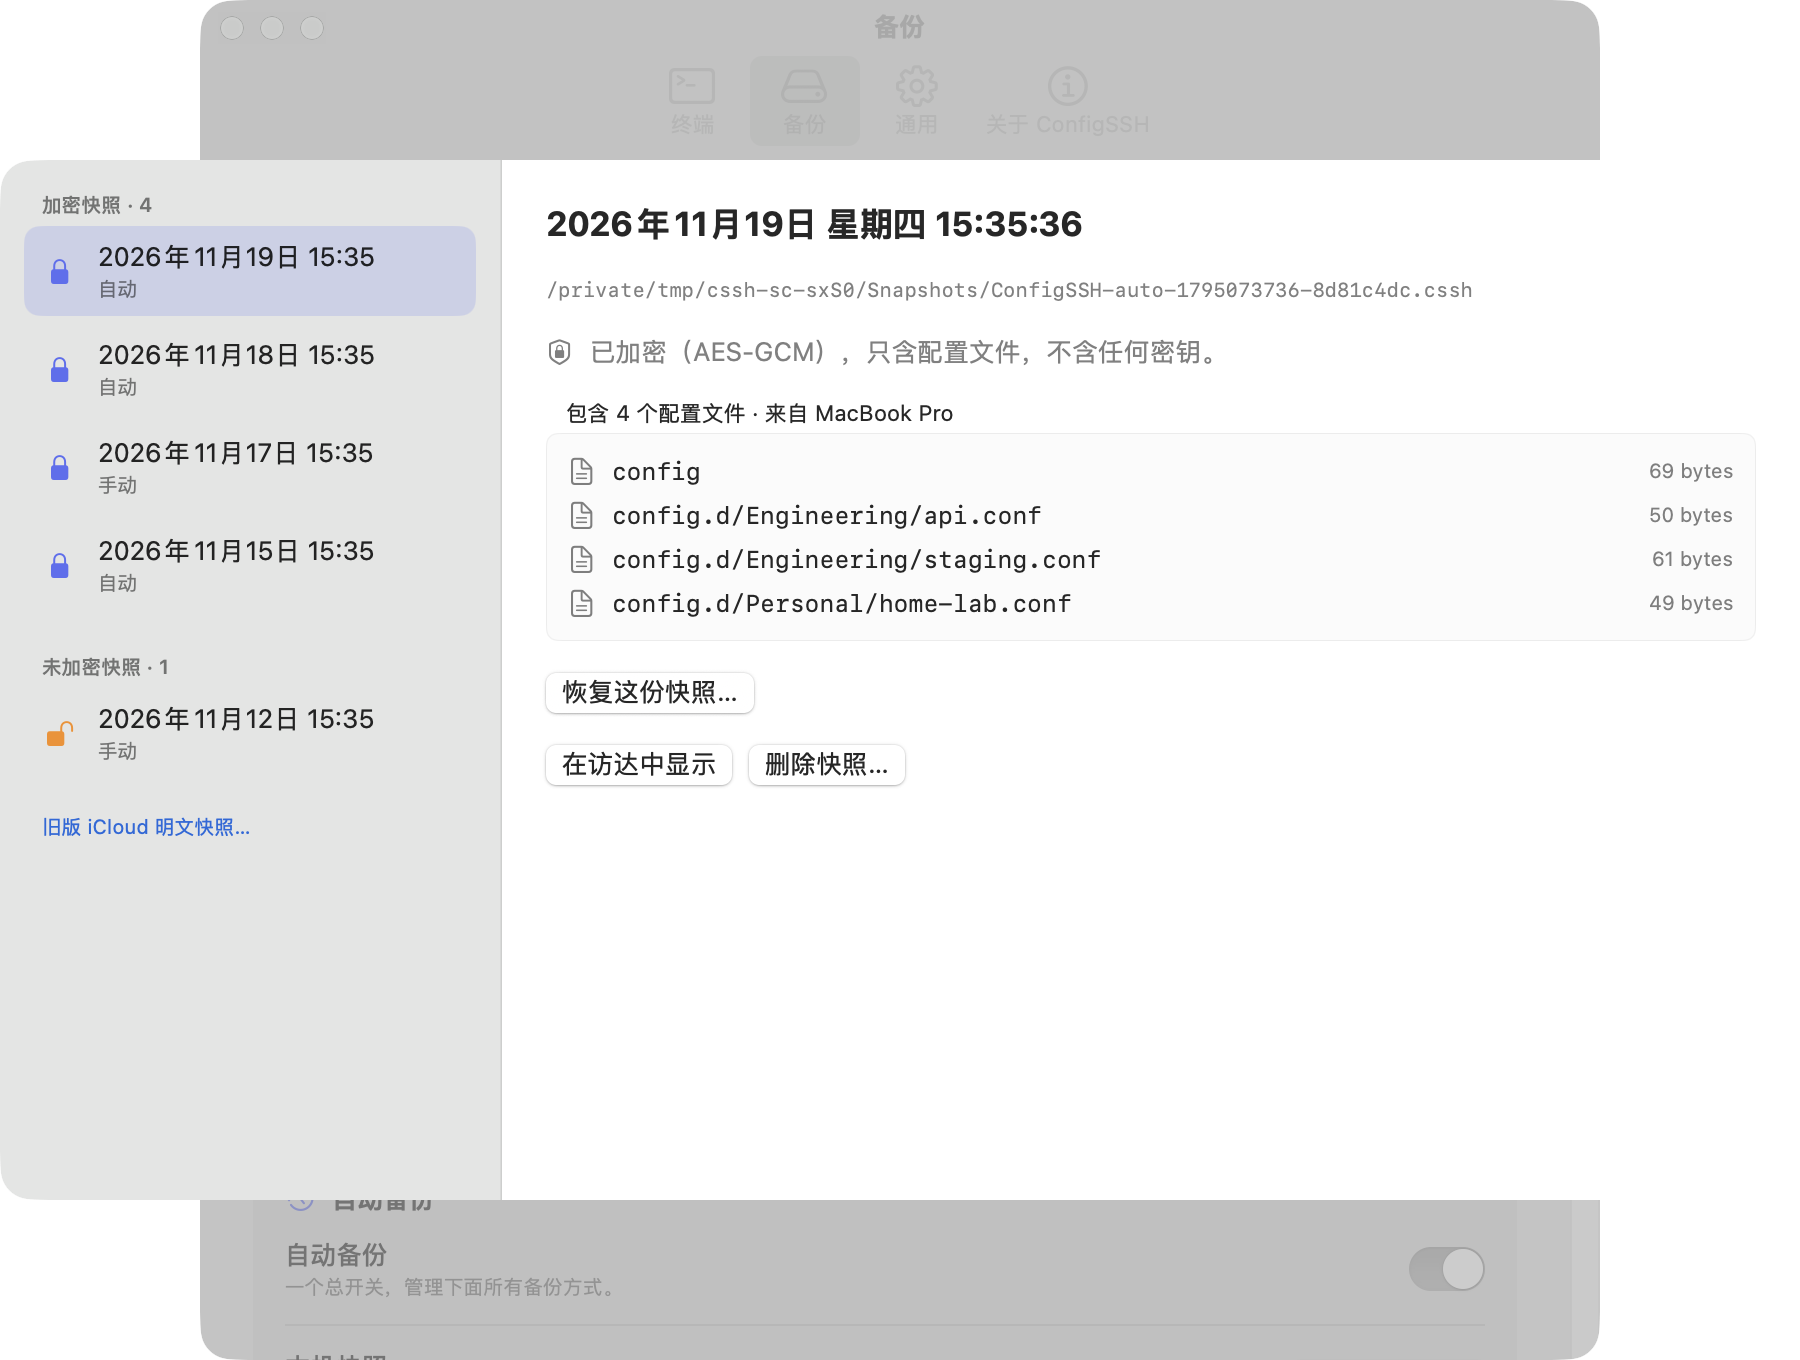 备份
终端
备份
通用
关于 ConfigSSH
加密快照 · 4
2026年11月19日 15:35
自动
2026年11月18日 15:35
自动
2026年11月17日 15:35
手动
2026年11月15日 15:35
自动
未加密快照 · 1
2026年11月12日 15:35
手动
旧版 iCloud 明文快照...
2026年11月19日 星期四 15:35:36
/private/tmp/cssh-sc-sxS0/Snapshots/ConfigSSH-auto-1795073736-8d81c4dc.cssh
已加密（AES-GCM），只含配置文件，不含任何密钥。
包含 4 个配置文件 · 来自 MacBook Pro
config 69 bytes
config.d/Engineering/api.conf 50 bytes
config.d/Engineering/staging.conf 61 bytes
config.d/Personal/home-lab.conf 49 bytes
恢复这份快照...
在访达中显示 删除快照...
自动备份
自动备份
一个总开关，管理下面所有备份方式。